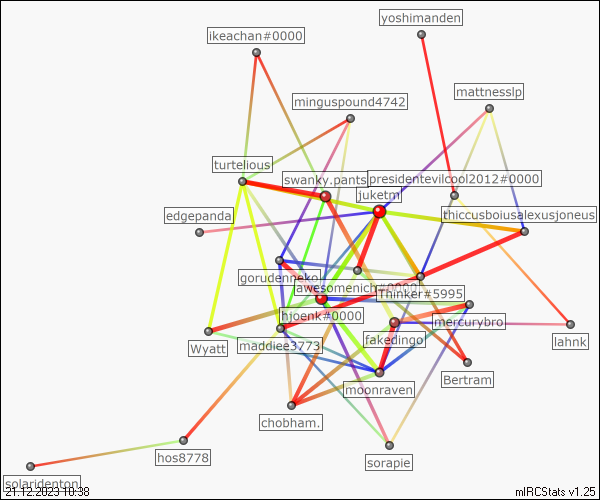 yoshimanden
ikeachan#0000
mattnesslp
minguspound4742
turtelious
swanky.pants
presidentevilcool2012#0000
juketm
edgepanda
thiccusboiusalexusjoneus
gorudenneko
awesomenich#0000
Thinker#5995
hjoenk#0000
mercurybro
maddiee3773
fakedingo
Wyatt
lahnk
Bertram
moonraven
chobham.
hos8778
sorapie
solaridenton
21.12.2023 10:38
mIRCStats v1.25